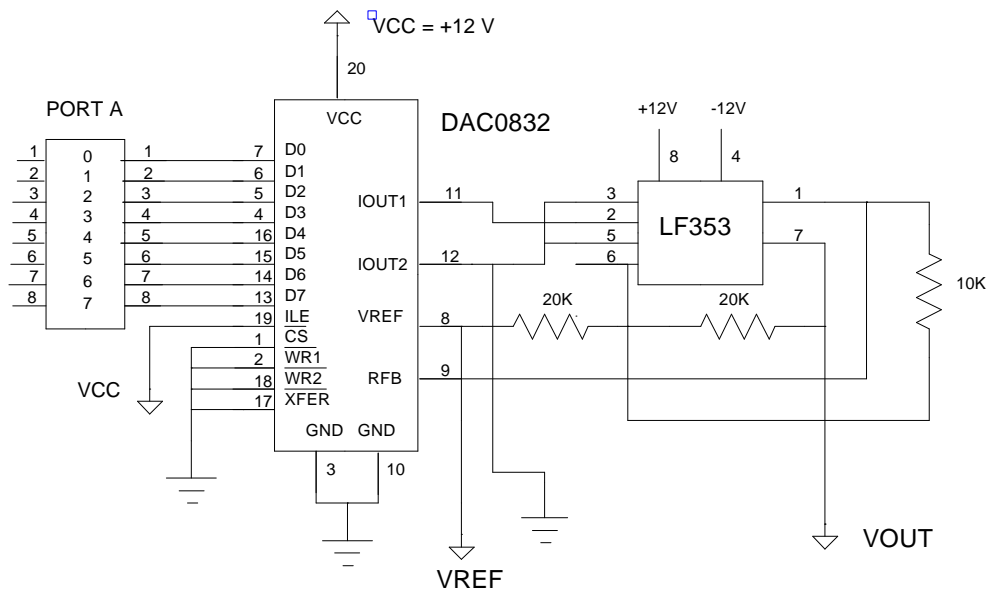 VCC = +12 V
20
PORT A
VCC
DAC0832
+12V
-12V
8
4
1 0 1 7 D0
2 1 2 6 D1
3 2 3 5 D2
4 3 4 4 D3
5 4 5 16 D4
6 5 6 15 D5
7 6 7 14 D6
8 7 8 13 D7
19 ILE
1 CS
2 WR1
18 WR2
17 XFER
VCC
IOUT1 11
IOUT2 12
VREF 8
RFB 9
GND GND
3 10
3
2
5
6
LF353
1
7
20K
20K
10K
VREF
VOUT